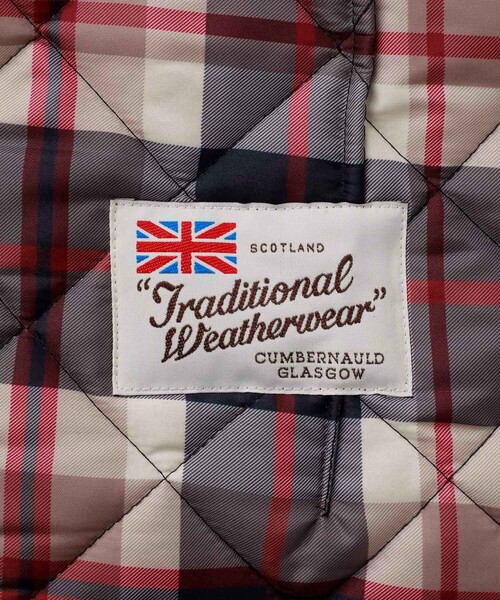 SCOTLAND
"Traditional
Weatherwear"
CUMBERNAULD
GLASGOW